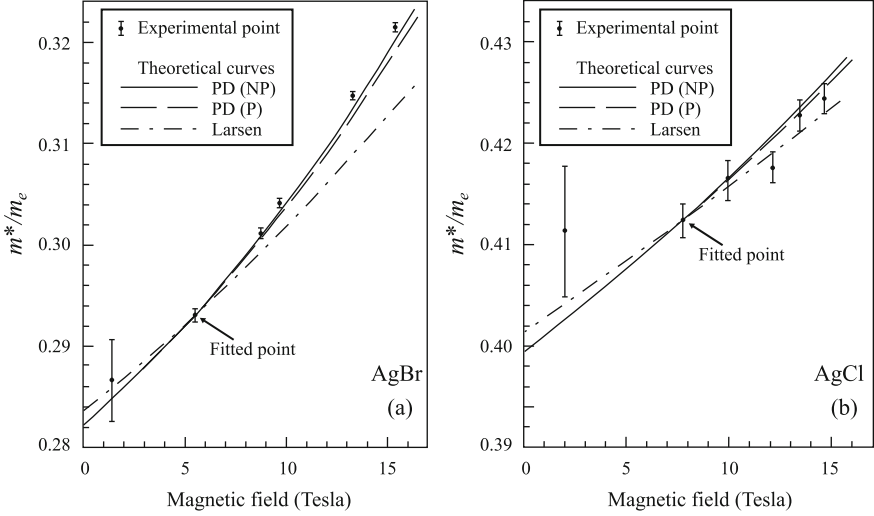 0.32
0.31
0.30
0.29
0.28
m*/mₑ
Experimental point
Theoretical curves
PD (NP)
PD (P)
Larsen
Fitted point
AgBr
(a)
0
5
10
15
Magnetic field (Tesla)
0.43
0.42
0.41
0.40
0.39
m*/mₑ
Experimental point
Theoretical curves
PD (NP)
PD (P)
Larsen
Fitted point
AgCl
(b)
0
5
10
15
Magnetic field (Tesla)